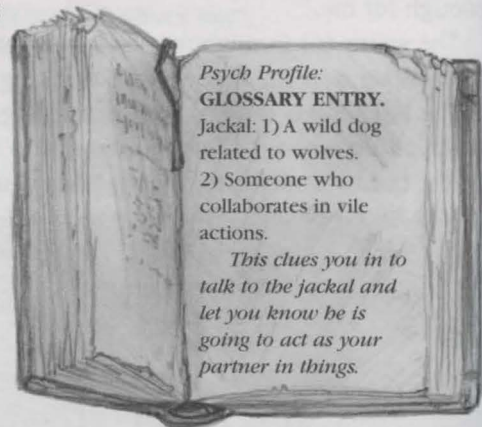 Psych Profile:
GLOSSARY ENTRY.
Jackal: 1) A wild dog
related to wolves.
2) Someone who
collaborates in vile
actions.
This clues you in to
talk to the jackal and
let you know he is
going to act as your
partner in things.